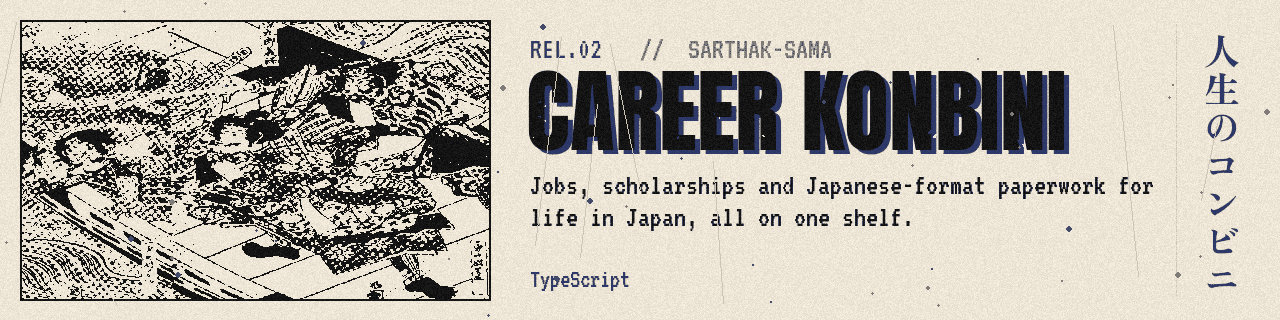 REL.02 // SARTHAK-SAMA
CAREER KONBINI
Jobs, scholarships and Japanese-format paperwork for
life in Japan, all on one shelf.
TypeScript
人生のコンビニ